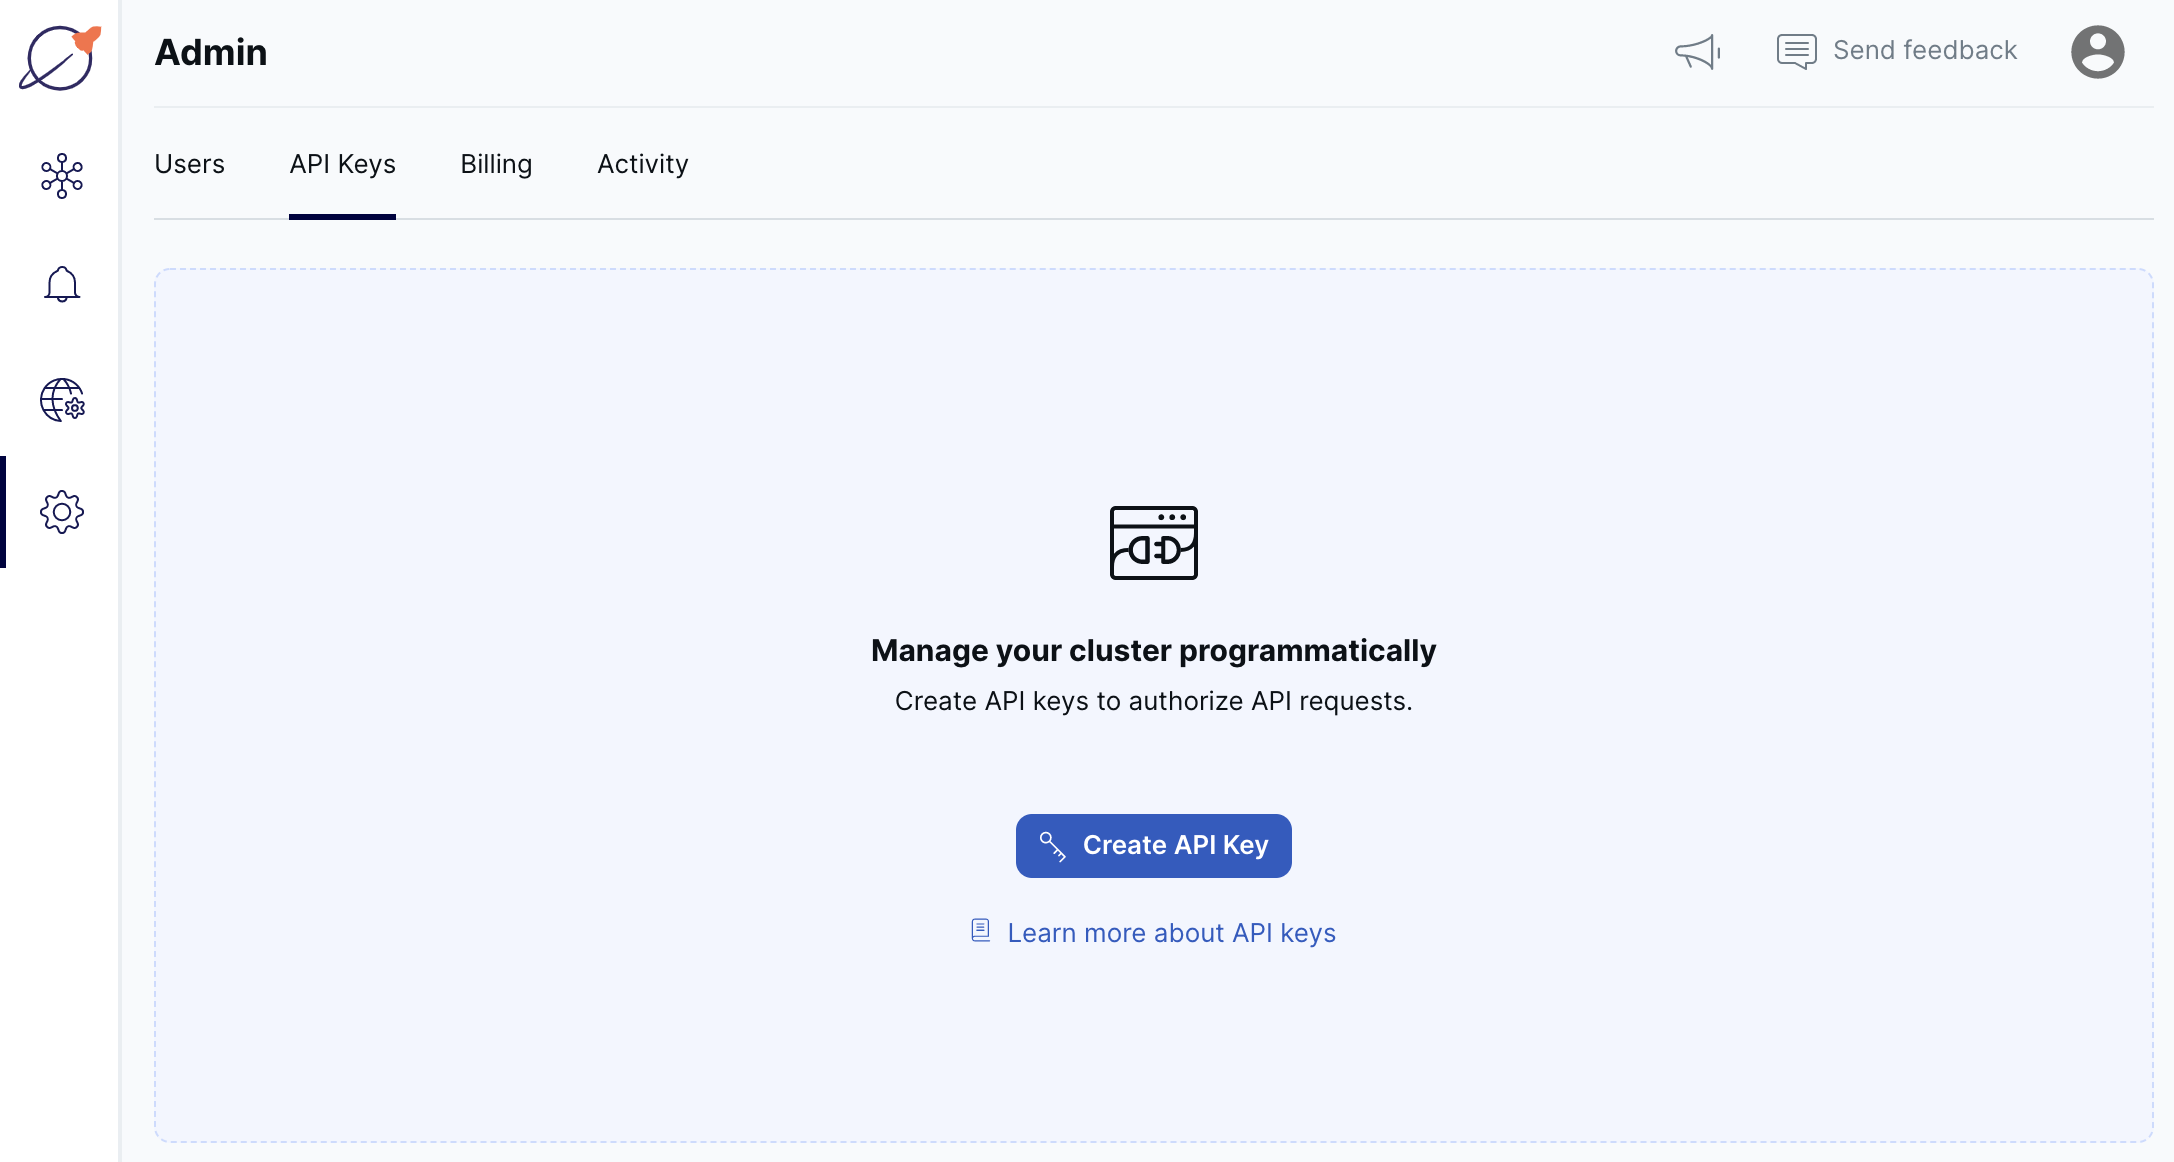 Admin
Send feedback
Users
API Keys
Billing
Activity
Manage your cluster programmatically
Create API keys to authorize API requests.
Create API Key
Learn more about API keys